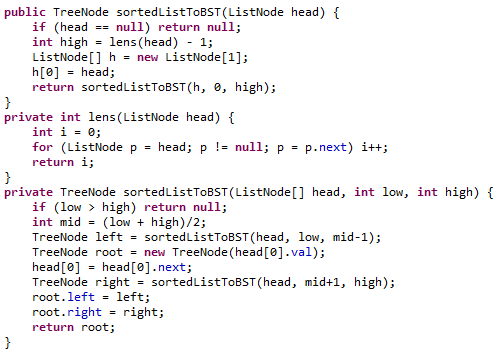 public TreeNode sortedListToBST(ListNode head) {
    if (head == null) return null;
    int high = lens(head) - 1;
    ListNode[] h = new ListNode[1];
    h[0] = head;
    return sortedListToBST(h, 0, high);
}
private int lens(ListNode head) {
    int i = 0;
    for (ListNode p = head; p != null; p = p.next) i++;
    return i;
}
private TreeNode sortedListToBST(ListNode[] head, int low, int high) {
    if (low > high) return null;
    int mid = (low + high)/2;
    TreeNode left = sortedListToBST(head, low, mid-1);
    TreeNode root = new TreeNode(head[0].val);
    head[0] = head[0].next;
    TreeNode right = sortedListToBST(head, mid+1, high);
    root.left = left;
    root.right = right;
    return root;
}